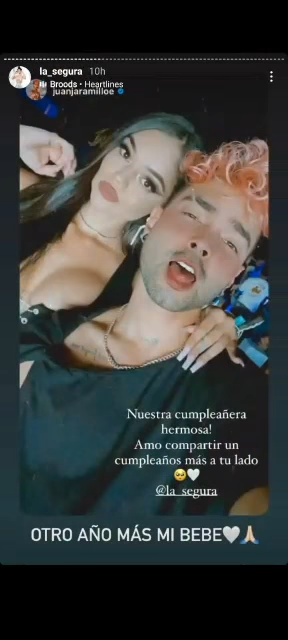 la_segura 10h
Broods • Heartlines
juanjaramilloe
Nuestra cumpleañera
hermosa!
Amo compartir un
cumpleaños más a tu lado
🥺🤍
@la_segura
OTRO AÑO MÁS MI BEBE🤍🙏🏼